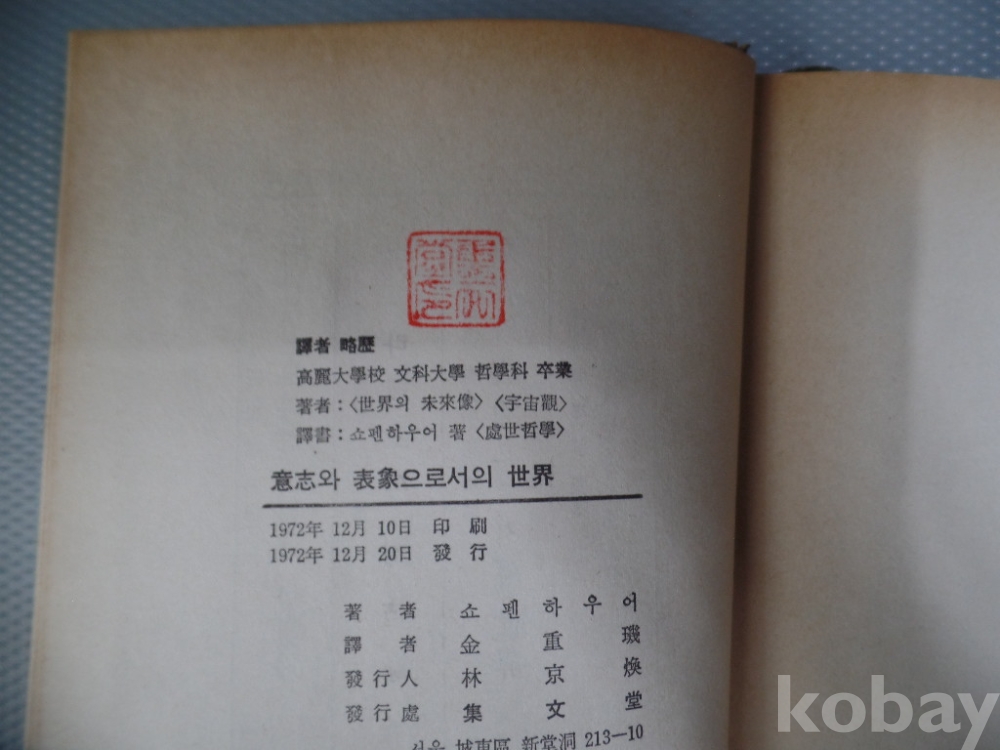 譯者 略歷
高麗大學校 文科大學 哲學科 卒業
著者 : 〈世界의 未來像〉 〈宇宙觀〉
譯書 : 쇼펜하우어 著 〈處世哲學〉
意志와 表象으로서의 世界
1972年 12月 10日 印 刷
1972年 12月 20日 發 行
著 者 쇼 펜 하 우 어
譯 者 金 重 璣
發 行 人 林 京 煥
發 行 處 集 文 堂
서울 城東區 新堂洞 213—10
kobay